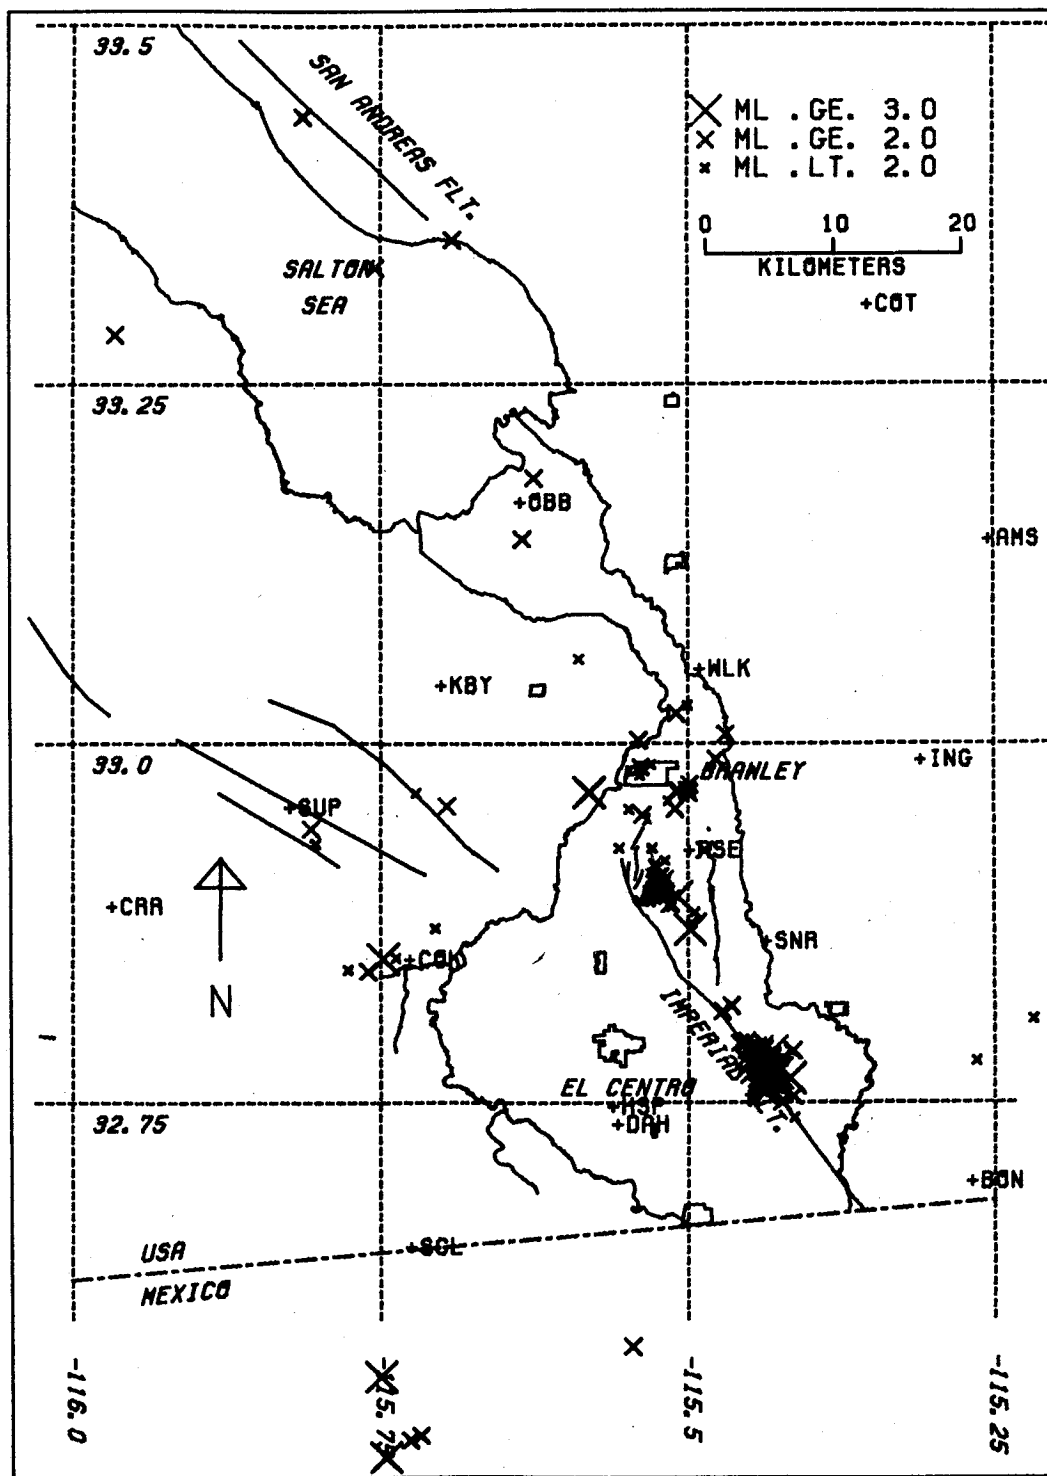 33.5
SAN ANDREAS FLT.
ML .GE. 3.0
ML .GE. 2.0
ML .LT. 2.0
0 10 20
KILOMETERS
SALTON
SEA
+COT
33.25
+OBB
+AMS
+WLK
+KBY
33.0
BRAWLEY
+ING
+SUP
+RSE
+CRR
+SNR
+COK
N
IMPERIAL FLT.
EL CENTRO
+HSP
+DAH
32.75
+BON
+SGL
USA
MEXICO
-116.0
-115.75
-115.5
-115.25